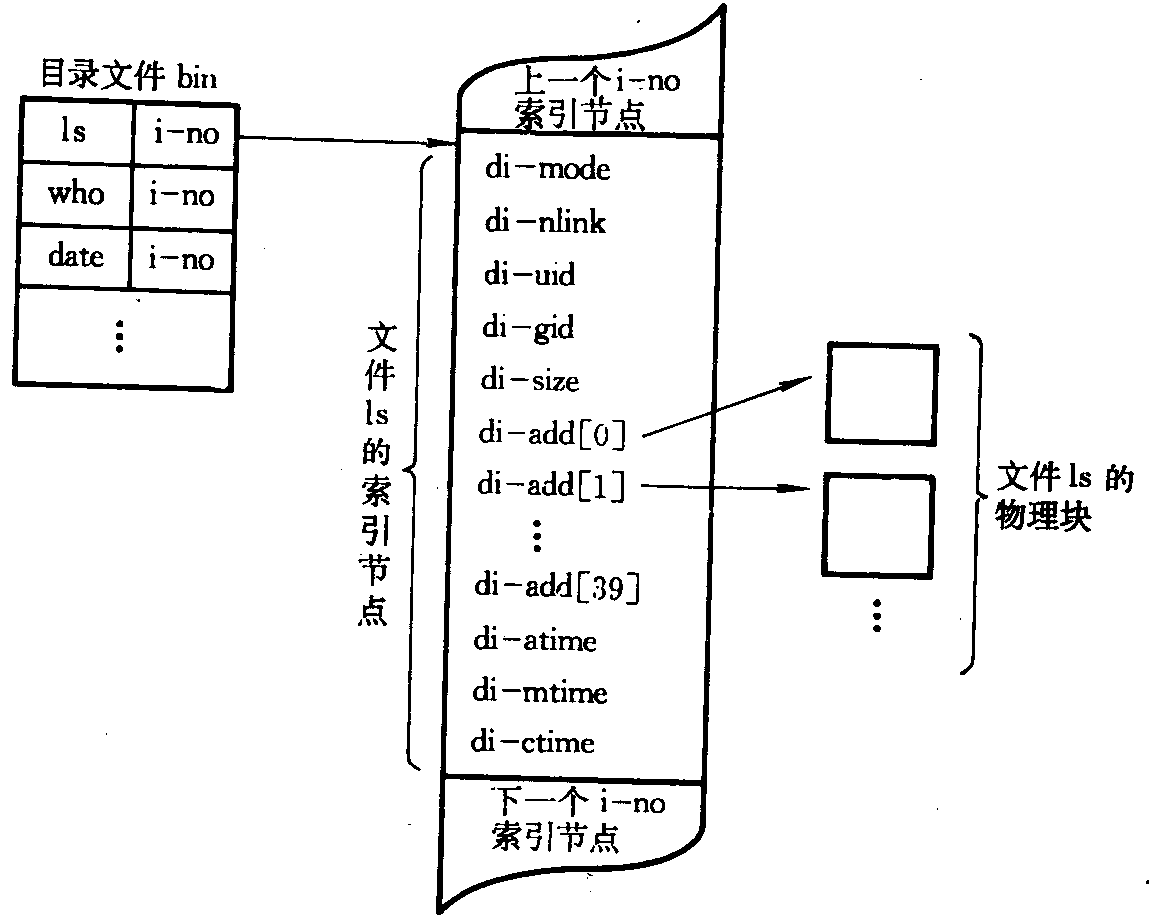 目录文件 bin
ls i-no
who i-no
date i-no
⋮
上一个 i-no
索引节点
di-mode
di-nlink
di-uid
di-gid
di-size
di-add[0]
di-add[1]
⋮
di-add[39]
di-atime
di-mtime
di-ctime
下一个 i-no
索引节点
文件ls的索引节点
文件 ls 的
物理块
⋮